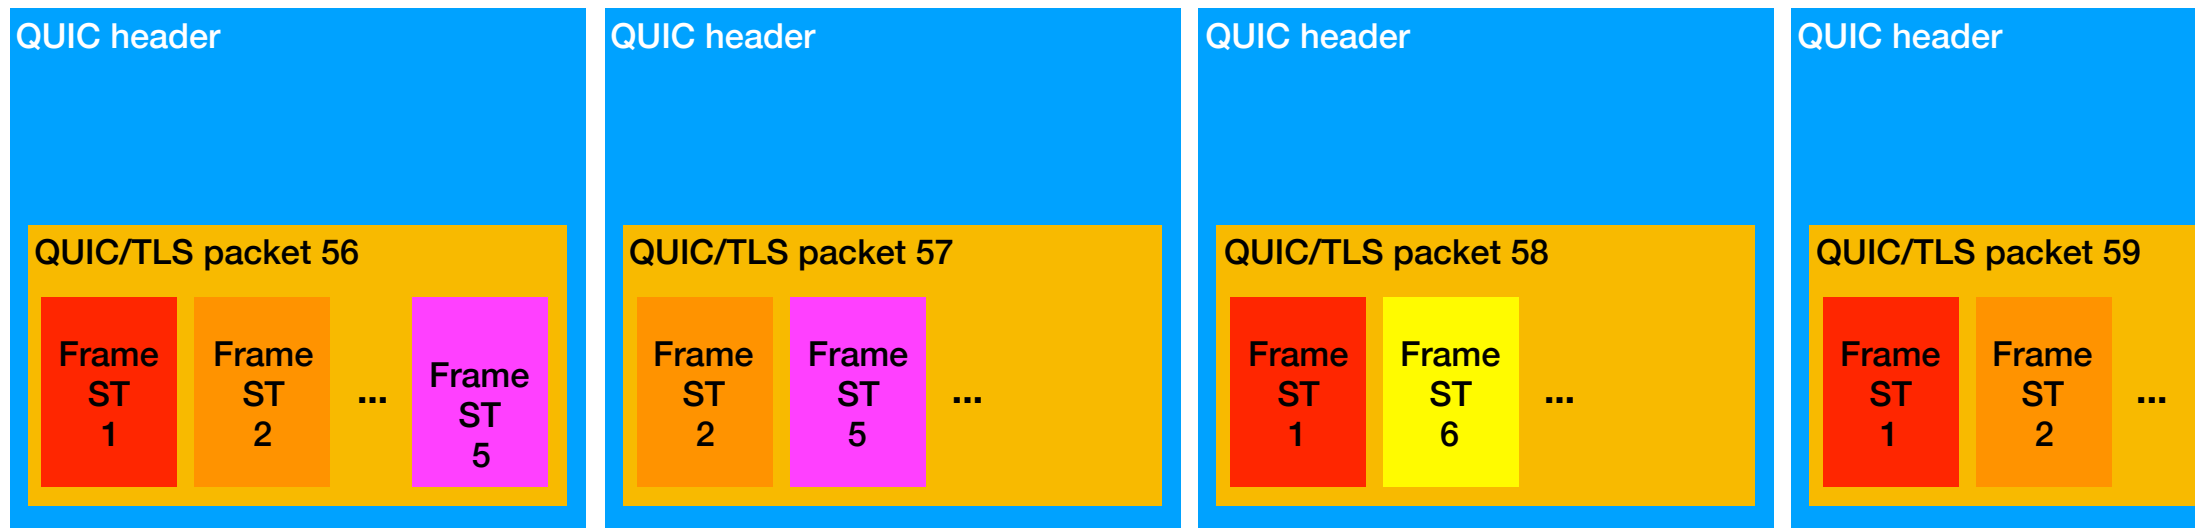 QUIC header
QUIC/TLS packet 56
Frame
ST
1
Frame
ST
2
...
Frame
ST
5
QUIC header
QUIC/TLS packet 57
Frame
ST
2
Frame
ST
5
...
QUIC header
QUIC/TLS packet 58
Frame
ST
1
Frame
ST
6
...
QUIC header
QUIC/TLS packet 59
Frame
ST
1
Frame
ST
2
...